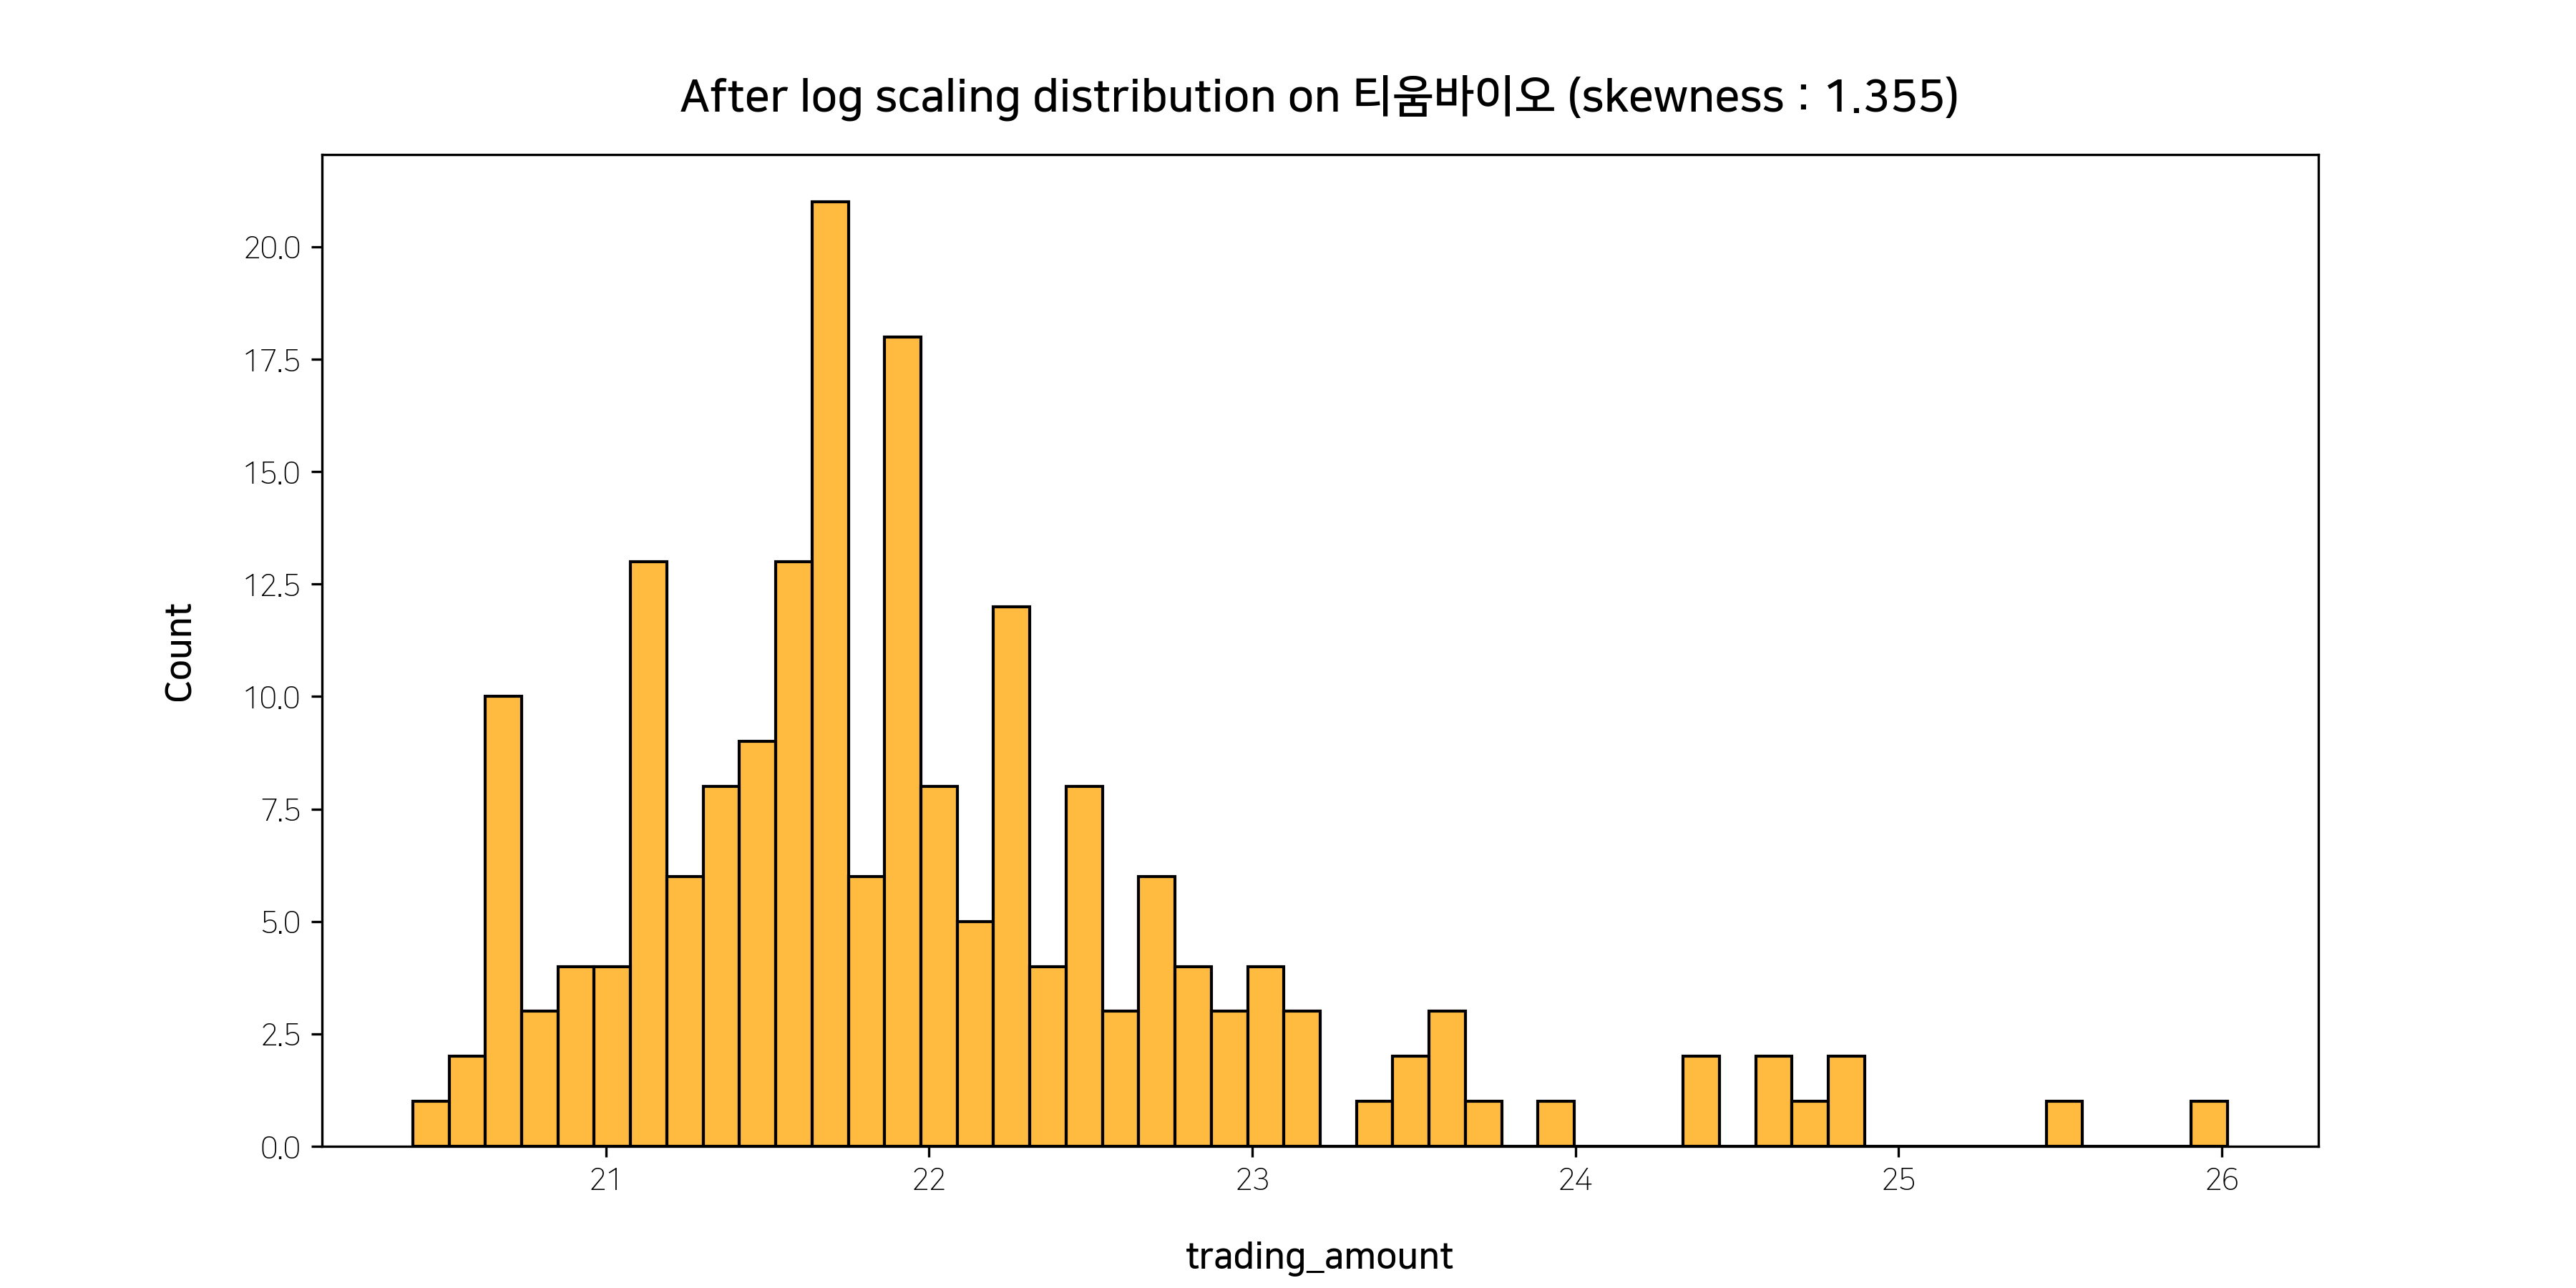 After log scaling distribution on 티움바이오 (skewness : 1.355)
Count
20.0
17.5
15.0
12.5
10.0
7.5
5.0
2.5
0.0
21 22 23 24 25 26
trading_amount